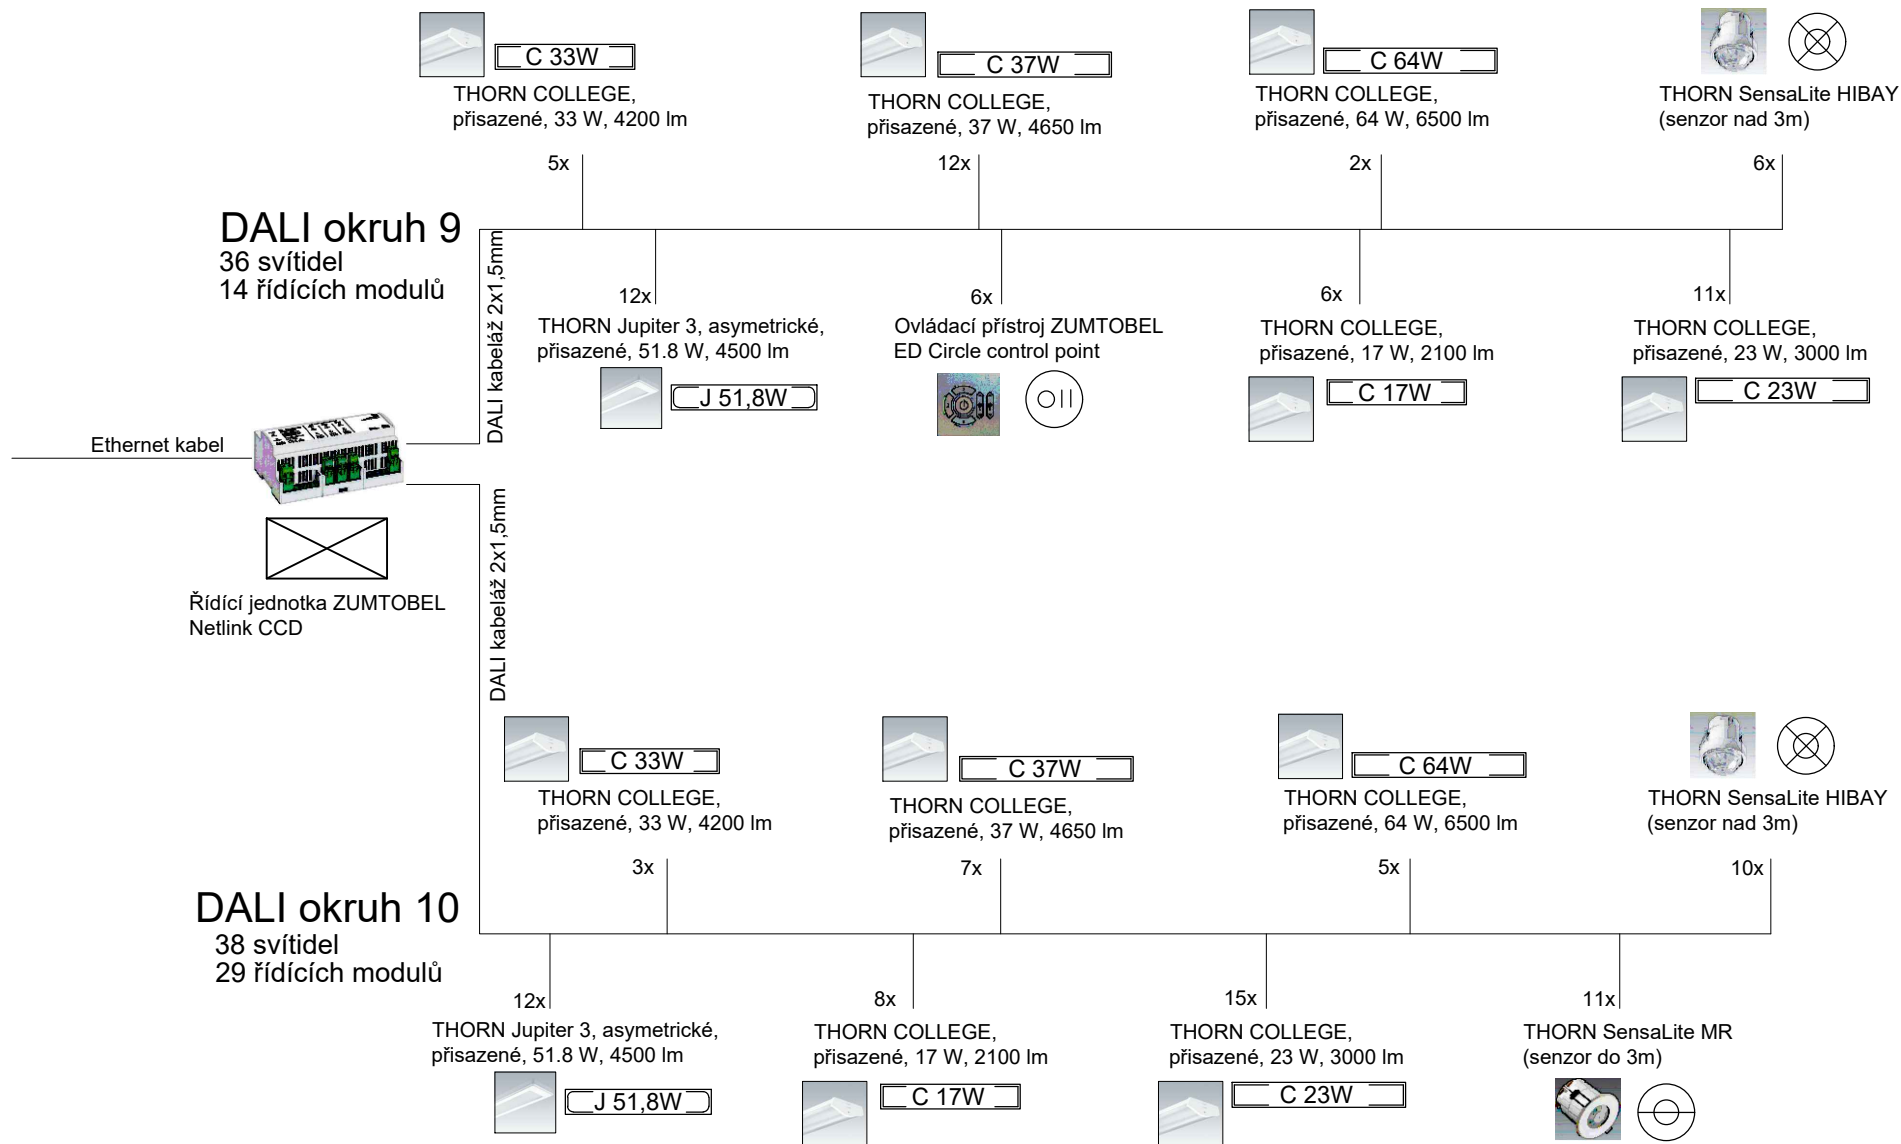 C 33W
THORN COLLEGE,
přisazené, 33 W, 4200 lm
5x
C 37W
THORN COLLEGE,
přisazené, 37 W, 4650 lm
12x
C 64W
THORN COLLEGE,
přisazené, 64 W, 6500 lm
2x
THORN SensaLite HIBAY
(senzor nad 3m)
6x
DALI okruh 9
36 svítidel
14 řídících modulů
DALI kabeláž 2x1,5mm
12x
THORN Jupiter 3, asymetrické,
přisazené, 51.8 W, 4500 lm
J 51,8W
6x
Ovládací přístroj ZUMTOBEL
ED Circle control point
6x
THORN COLLEGE,
přisazené, 17 W, 2100 lm
C 17W
11x
THORN COLLEGE,
přisazené, 23 W, 3000 lm
C 23W
Ethernet kabel
Řídící jednotka ZUMTOBEL
Netlink CCD
DALI kabeláž 2x1,5mm
C 33W
THORN COLLEGE,
přisazené, 33 W, 4200 lm
3x
C 37W
THORN COLLEGE,
přisazené, 37 W, 4650 lm
7x
C 64W
THORN COLLEGE,
přisazené, 64 W, 6500 lm
5x
THORN SensaLite HIBAY
(senzor nad 3m)
10x
DALI okruh 10
38 svítidel
29 řídících modulů
12x
THORN Jupiter 3, asymetrické,
přisazené, 51.8 W, 4500 lm
J 51,8W
8x
THORN COLLEGE,
přisazené, 17 W, 2100 lm
C 17W
15x
THORN COLLEGE,
přisazené, 23 W, 3000 lm
C 23W
11x
THORN SensaLite MR
(senzor do 3m)